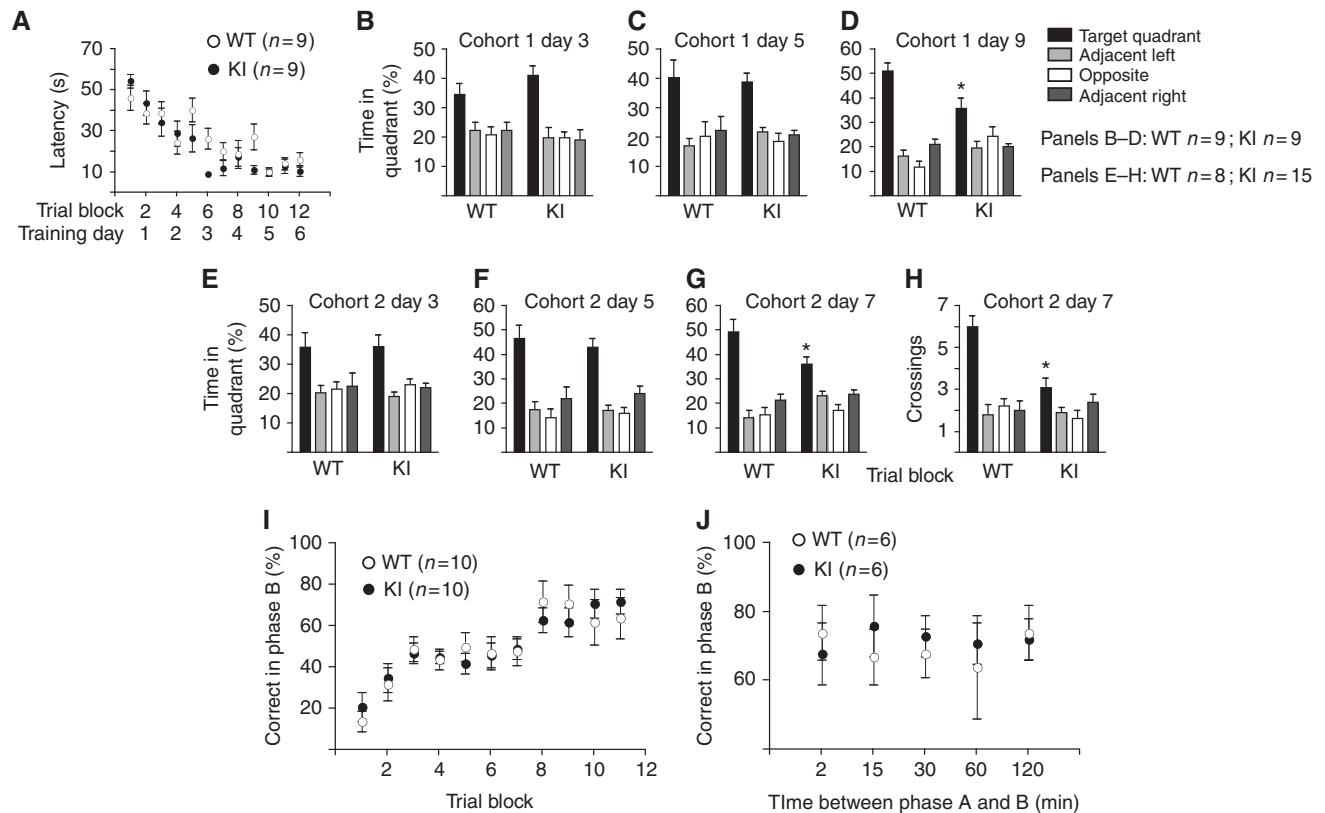 A
Latency (s)
70
50
30
10
WT (n=9)
KI (n=9)
Trial block 2 4 6 8 10 12
Training day 1 2 3 4 5 6
B
Cohort 1 day 3
Time in
quadrant (%)
50
40
30
20
10
WT KI
C
Cohort 1 day 5
50
40
30
20
10
WT KI
D
Cohort 1 day 9
60
50
40
30
20
10
*
WT KI
Target quadrant
Adjacent left
Opposite
Adjacent right
Panels B–D: WT n=9; KI n=9
Panels E–H: WT n=8; KI n=15
E
Cohort 2 day 3
Time in
quadrant (%)
50
40
30
20
10
WT KI
F
Cohort 2 day 5
60
50
40
30
20
10
WT KI
G
Cohort 2 day 7
60
50
40
30
20
10
*
WT KI
H
Cohort 2 day 7
Crossings
7
5
3
1
*
WT KI
Trial block
I
Correct in phase B (%)
100
80
60
40
20
WT (n=10)
KI (n=10)
2 4 6 8 10 12
Trial block
J
Correct in phase B (%)
100
80
60
WT (n=6)
KI (n=6)
2 15 30 60 120
TIme between phase A and B (min)